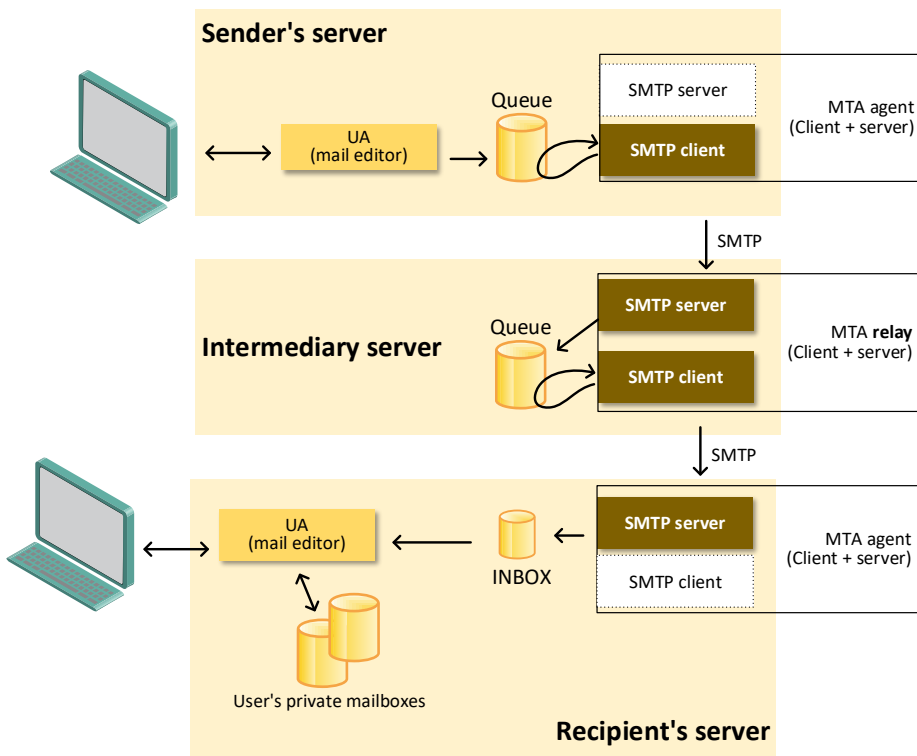 Sender's server
SMTP server
MTA agent
(Client + server)
Queue
UA
(mail editor)
SMTP client
SMTP
SMTP server
Queue
MTA relay
(Client + server)
Intermediary server
SMTP client
SMTP
SMTP server
UA
(mail editor)
MTA agent
(Client + server)
INBOX
SMTP client
User's private mailboxes
Recipient's server